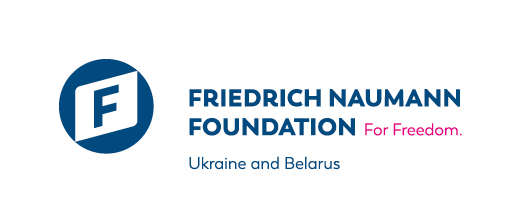 F
FRIEDRICH NAUMANN
FOUNDATION For Freedom.
Ukraine and Belarus